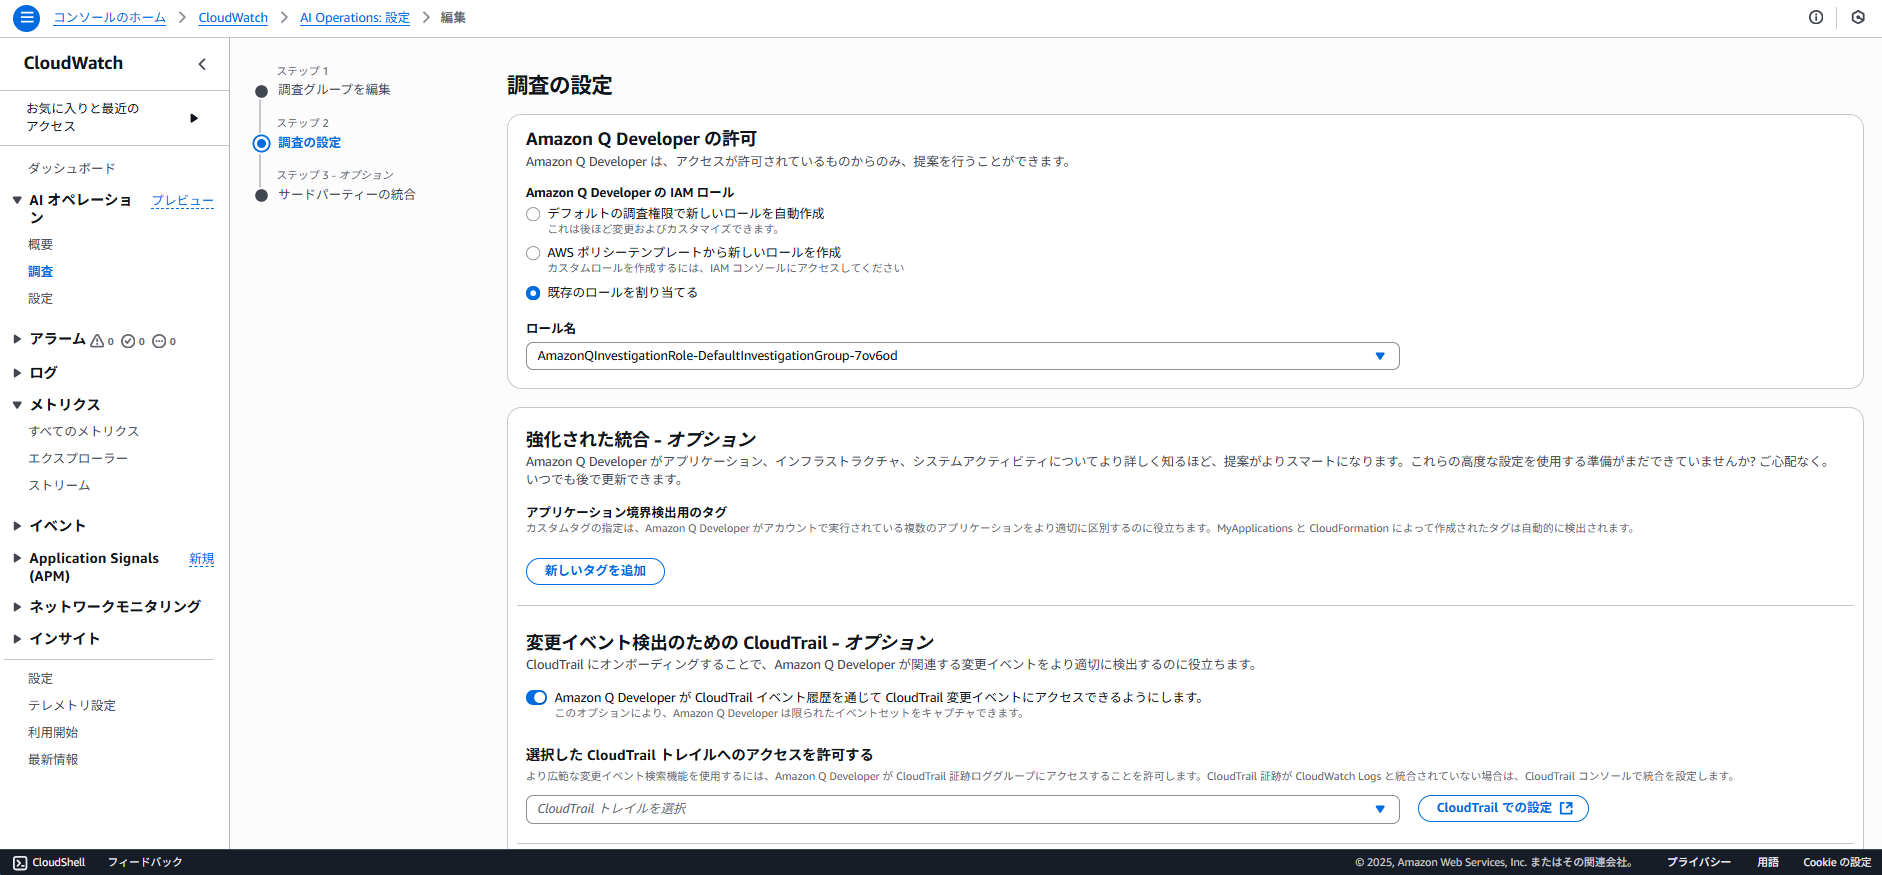 コンソールのホーム
CloudWatch
AI Operations: 設定
編集
CloudWatch
お気に入りと最近の
アクセス
ダッシュボード
AI オペレーショ
ン
プレビュー
概要
調査
設定
アラーム 0 0 0
ログ
メトリクス
すべてのメトリクス
エクスプローラー
ストリーム
イベント
Application Signals
(APM)
新規
ネットワークモニタリング
インサイト
設定
テレメトリ設定
利用開始
最新情報
ステップ 1
調査グループを編集
ステップ 2
調査の設定
ステップ 3 - オプション
サードパーティーの統合
調査の設定
Amazon Q Developer の許可
Amazon Q Developer は、アクセスが許可されているものからのみ、提案を行うことができます。
Amazon Q Developer の IAM ロール
デフォルトの調査権限で新しいロールを自動作成
これは後ほど変更およびカスタマイズできます。
AWS ポリシーテンプレートから新しいロールを作成
カスタムロールを作成するには、IAM コンソールにアクセスしてください
既存のロールを割り当てる
ロール名
AmazonQInvestigationRole-DefaultInvestigationGroup-7ov6od
強化された統合 - オプション
Amazon Q Developer がアプリケーション、インフラストラクチャ、システムアクティビティについてより詳しく知るほど、提案がよりスマートになります。これらの高度な設定を使用する準備がまだできていませんか? ご心配なく。
いつでも後で更新できます。
アプリケーション境界検出用のタグ
カスタムタグの指定は、Amazon Q Developer がアカウントで実行されている複数のアプリケーションをより適切に区別するのに役立ちます。MyApplications と CloudFormation によって作成されたタグは自動的に検出されます。
新しいタグを追加
変更イベント検出のための CloudTrail - オプション
CloudTrail にオンボーディングすることで、Amazon Q Developer が関連する変更イベントをより適切に検出するのに役立ちます。
Amazon Q Developer が CloudTrail イベント履歴を通じて CloudTrail 変更イベントにアクセスできるようにします。
このオプションにより、Amazon Q Developer は限られたイベントセットをキャプチャできます。
選択した CloudTrail トレイルへのアクセスを許可する
より広範な変更イベント検索機能を使用するには、Amazon Q Developer が CloudTrail 証跡ロググループにアクセスすることを許可します。CloudTrail 証跡が CloudWatch Logs と統合されていない場合は、CloudTrail コンソールで統合を設定します。
CloudTrail トレイルを選択
CloudTrail での設定
CloudShell
フィードバック
© 2025, Amazon Web Services, Inc. またはその関連会社。
プライバシー
用語
Cookie の設定